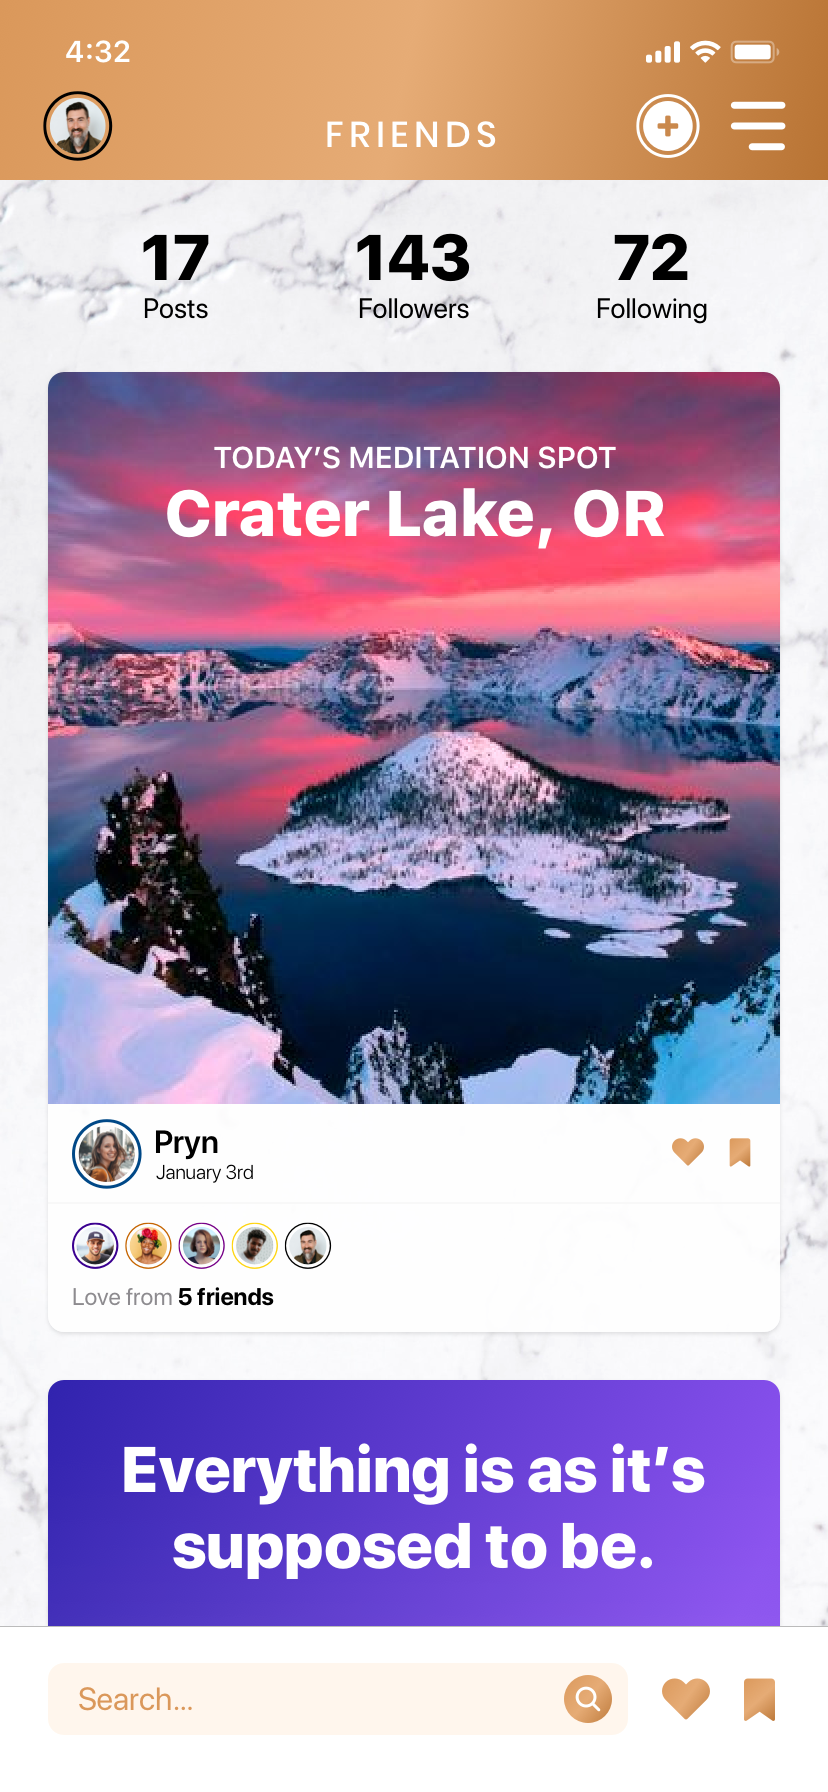 4:32
FRIENDS
17 143 72
Posts Followers Following
TODAY’S MEDITATION SPOT
Crater Lake, OR
Pryn
January 3rd
Love from 5 friends
Everything is as it’s
supposed to be.
Search...